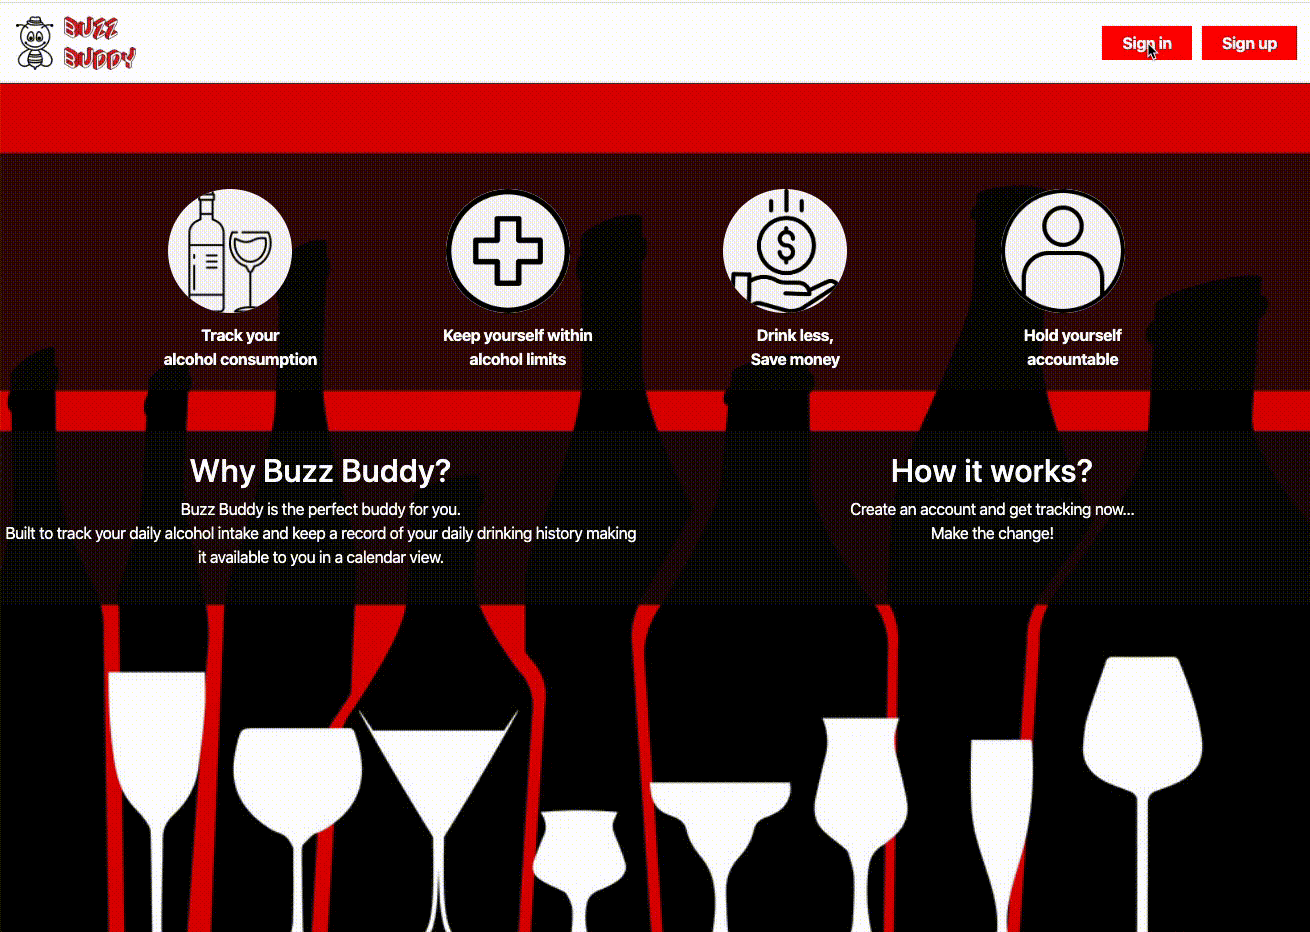 BUZZ
BUDDY
Sign in
Sign up
Track your
alcohol consumption
Keep yourself within
alcohol limits
Drink less,
Save money
Hold yourself
accountable
Why Buzz Buddy?
Buzz Buddy is the perfect buddy for you.
Built to track your daily alcohol intake and keep a record of your daily drinking history making
it available to you in a calendar view.
How it works?
Create an account and get tracking now...
Make the change!